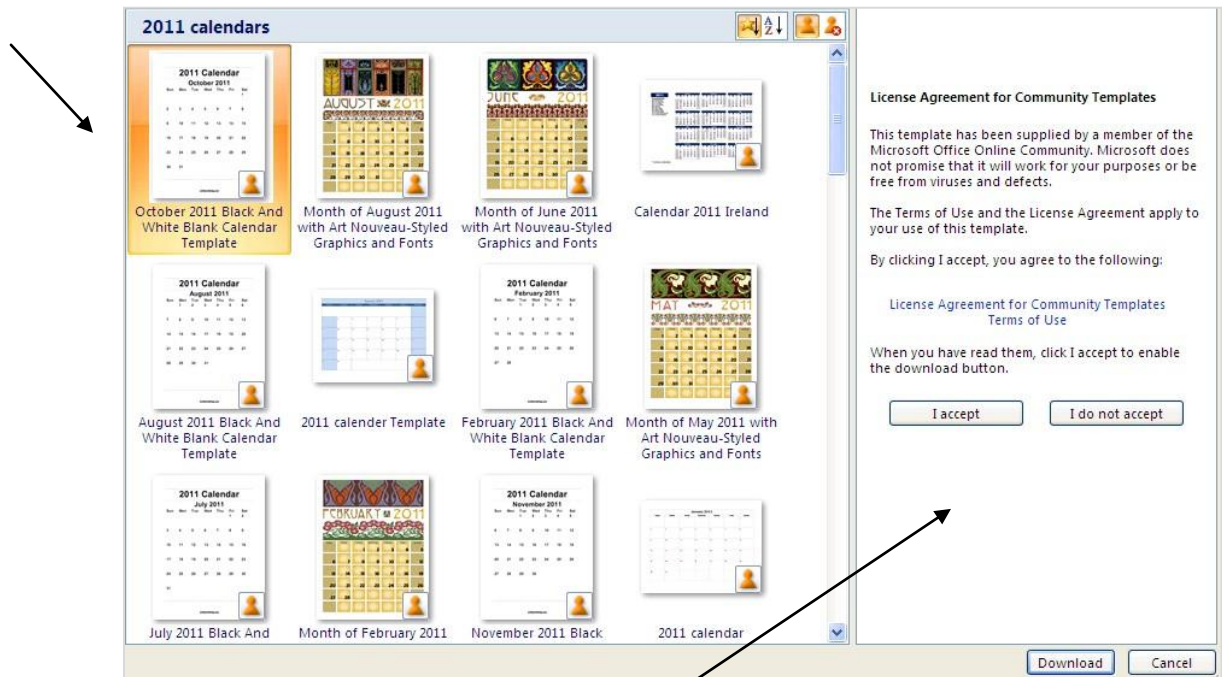 2011 calendars
A
Z
2011 Calendar
October 2011
AUGUST 2011
JUNE 2011
October 2011 Black And
White Blank Calendar
Template
Month of August 2011
with Art Nouveau-Styled
Graphics and Fonts
Month of June 2011
with Art Nouveau-Styled
Graphics and Fonts
Calendar 2011 Ireland
2011 Calendar
August 2011
2011 Calendar
February 2011
MAY 2011
August 2011 Black And
White Blank Calendar
Template
2011 calender Template
February 2011 Black And
White Blank Calendar
Template
Month of May 2011 with
Art Nouveau-Styled
Graphics and Fonts
2011 Calendar
July 2011
FEBRUARY 2011
2011 Calendar
November 2011
July 2011 Black And
Month of February 2011
November 2011 Black
2011 calendar
License Agreement for Community Templates
This template has been supplied by a member of the
Microsoft Office Online Community. Microsoft does
not promise that it will work for your purposes or be
free from viruses and defects.
The Terms of Use and the License Agreement apply to
your use of this template.
By clicking I accept, you agree to the following:
License Agreement for Community Templates
Terms of Use
When you have read them, click I accept to enable
the download button.
I accept
I do not accept
Download
Cancel